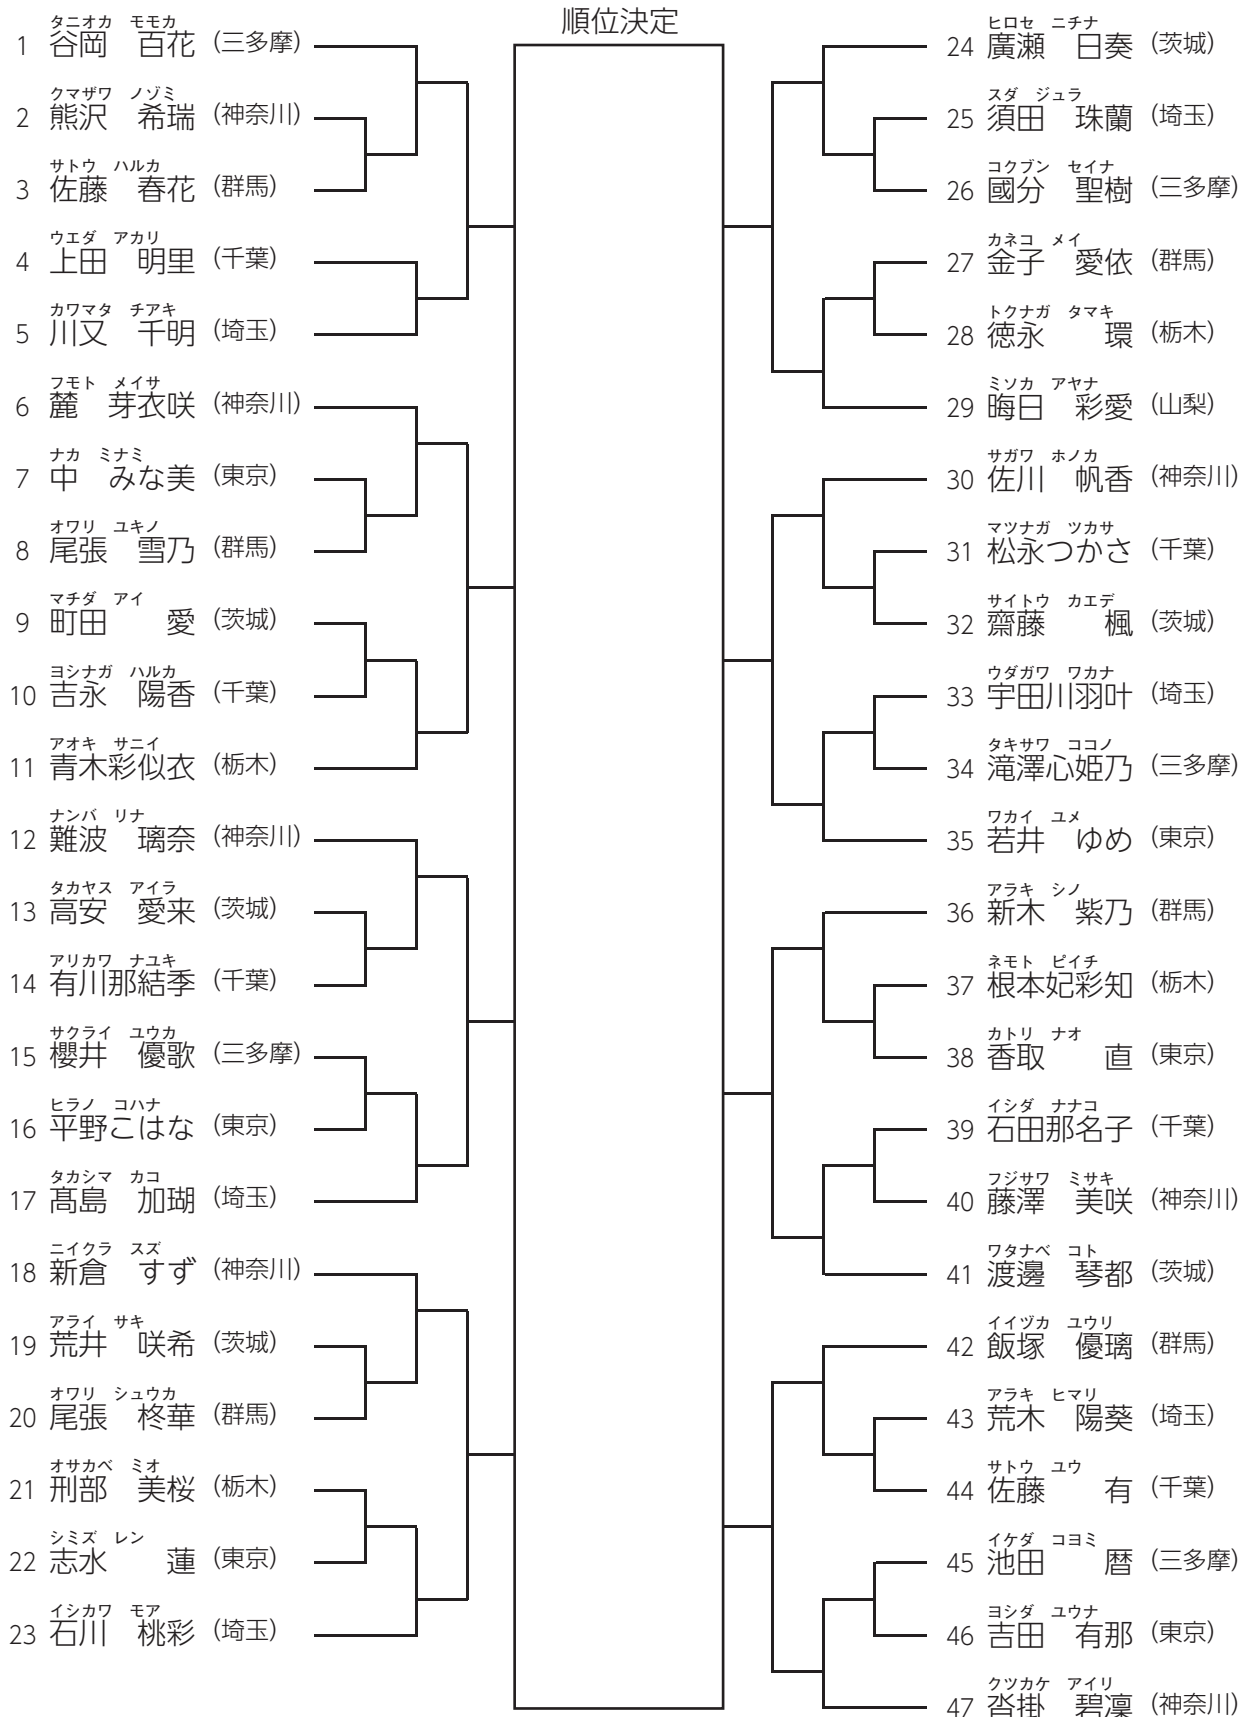 順位決定
タニオカ モモカ
1 谷岡 百花 (三多摩)
クマザワ ノゾミ
2 熊沢 希瑞 (神奈川)
サトウ ハルカ
3 佐藤 春花 (群馬)
ウエダ アカリ
4 上田 明里 (千葉)
カワマタ チアキ
5 川又 千明 (埼玉)
フモト メイサ
6 麓 芽衣咲 (神奈川)
ナカ ミナミ
7 中 みな美 (東京)
オワリ ユキノ
8 尾張 雪乃 (群馬)
マチダ アイ
9 町田 愛 (茨城)
ヨシナガ ハルカ
10 吉永 陽香 (千葉)
アオキ サニイ
11 青木彩似衣 (栃木)
ナンバ リナ
12 難波 璃奈 (神奈川)
タカヤス アイラ
13 高安 愛来 (茨城)
アリカワ ナユキ
14 有川那結季 (千葉)
サクライ ユウカ
15 櫻井 優歌 (三多摩)
ヒラノ コハナ
16 平野こはな (東京)
タカシマ カコ
17 髙島 加瑚 (埼玉)
ニイクラ スズ
18 新倉 すず (神奈川)
アライ サキ
19 荒井 咲希 (茨城)
オワリ シュウカ
20 尾張 柊華 (群馬)
オサカベ ミオ
21 刑部 美桜 (栃木)
シミズ レン
22 志水 蓮 (東京)
イシカワ モア
23 石川 桃彩 (埼玉)
ヒロセ ニチナ
24 廣瀬 日奏 (茨城)
スダ ジュラ
25 須田 珠蘭 (埼玉)
コクブン セイナ
26 國分 聖樹 (三多摩)
カネコ メイ
27 金子 愛依 (群馬)
トクナガ タマキ
28 徳永 環 (栃木)
ミソカ アヤナ
29 晦日 彩愛 (山梨)
サガワ ホノカ
30 佐川 帆香 (神奈川)
マツナガ ツカサ
31 松永つかさ (千葉)
サイトウ カエデ
32 齋藤 楓 (茨城)
ウダガワ ワカナ
33 宇田川羽叶 (埼玉)
タキサワ ココノ
34 滝澤心姫乃 (三多摩)
ワカイ ユメ
35 若井 ゆめ (東京)
アラキ シノ
36 新木 紫乃 (群馬)
ネモト ピイチ
37 根本妃彩知 (栃木)
カトリ ナオ
38 香取 直 (東京)
イシダ ナナコ
39 石田那名子 (千葉)
フジサワ ミサキ
40 藤澤 美咲 (神奈川)
ワタナベ コト
41 渡邊 琴都 (茨城)
イイヅカ ユウリ
42 飯塚 優璃 (群馬)
アラキ ヒマリ
43 荒木 陽葵 (埼玉)
サトウ ユウ
44 佐藤 有 (千葉)
イケダ コヨミ
45 池田 暦 (三多摩)
ヨシダ ユウナ
46 吉田 有那 (東京)
クツカケ アイリ
47 沓掛 碧凜 (神奈川)